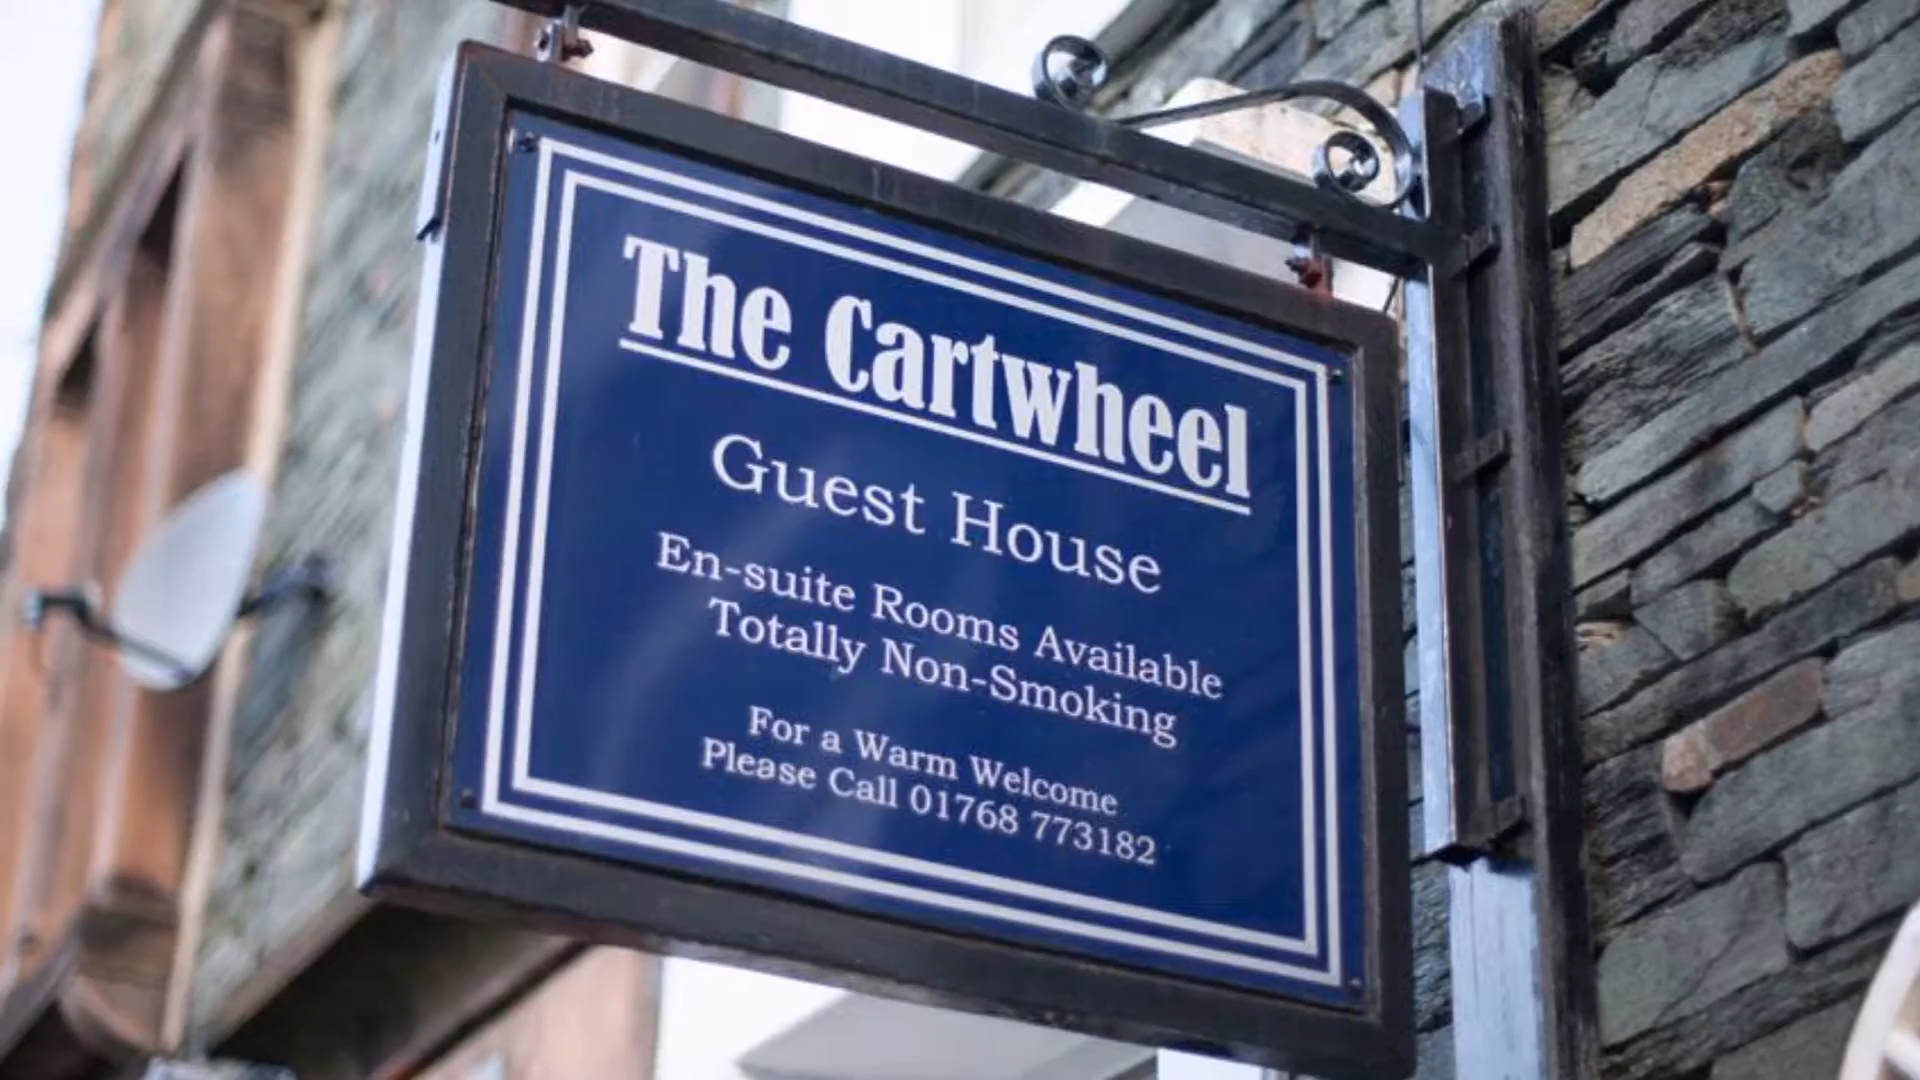 The Cartwheel
Guest House
En-suite Rooms Available
Totally Non-Smoking
For a Warm Welcome
Please Call 01768 773182